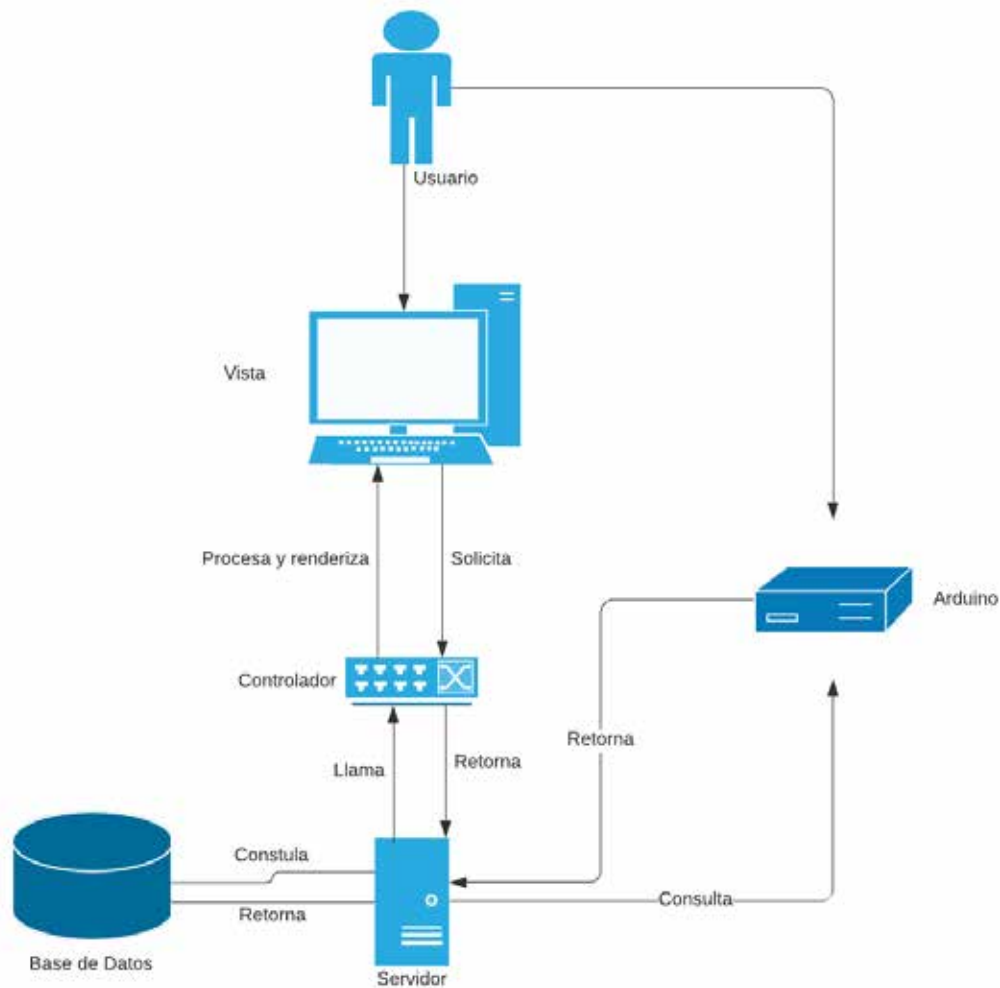 Usuario
Vista
Procesa y renderiza
Solicita
Arduino
Controlador
Retorna
Llama
Retorna
Constula
Consulta
Retorna
Base de Datos
Servidor